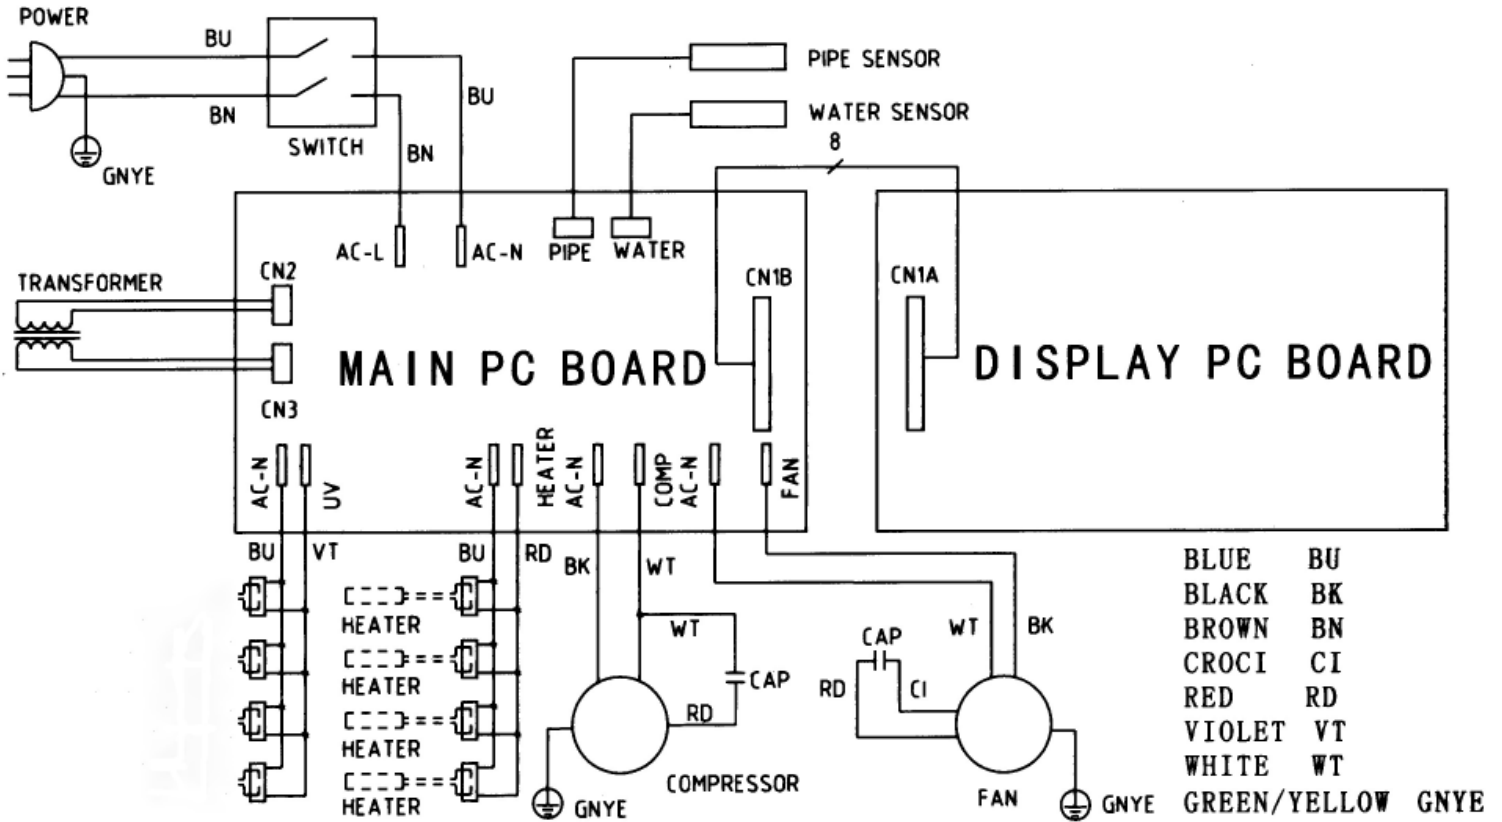 POWER
BU
BN
GNYE
SWITCH
BU
BN
PIPE SENSOR
WATER SENSOR
8
AC-L
AC-N
PIPE
WATER
TRANSFORMER
CN2
CN3
CN1B
CN1A
MAIN PC BOARD
DISPLAY PC BOARD
AC-N
UV
AC-N
HEATER
AC-N
COMP
AC-N
FAN
BU
VT
BU
RD
BK
WT
HEATER
HEATER
HEATER
HEATER
WT
CAP
RD
COMPRESSOR
GNYE
CAP
RD
CI
WT
BK
FAN
GNYE
BLUE BU
BLACK BK
BROWN BN
CROCI CI
RED RD
VIOLET VT
WHITE WT
GREEN/YELLOW GNYE